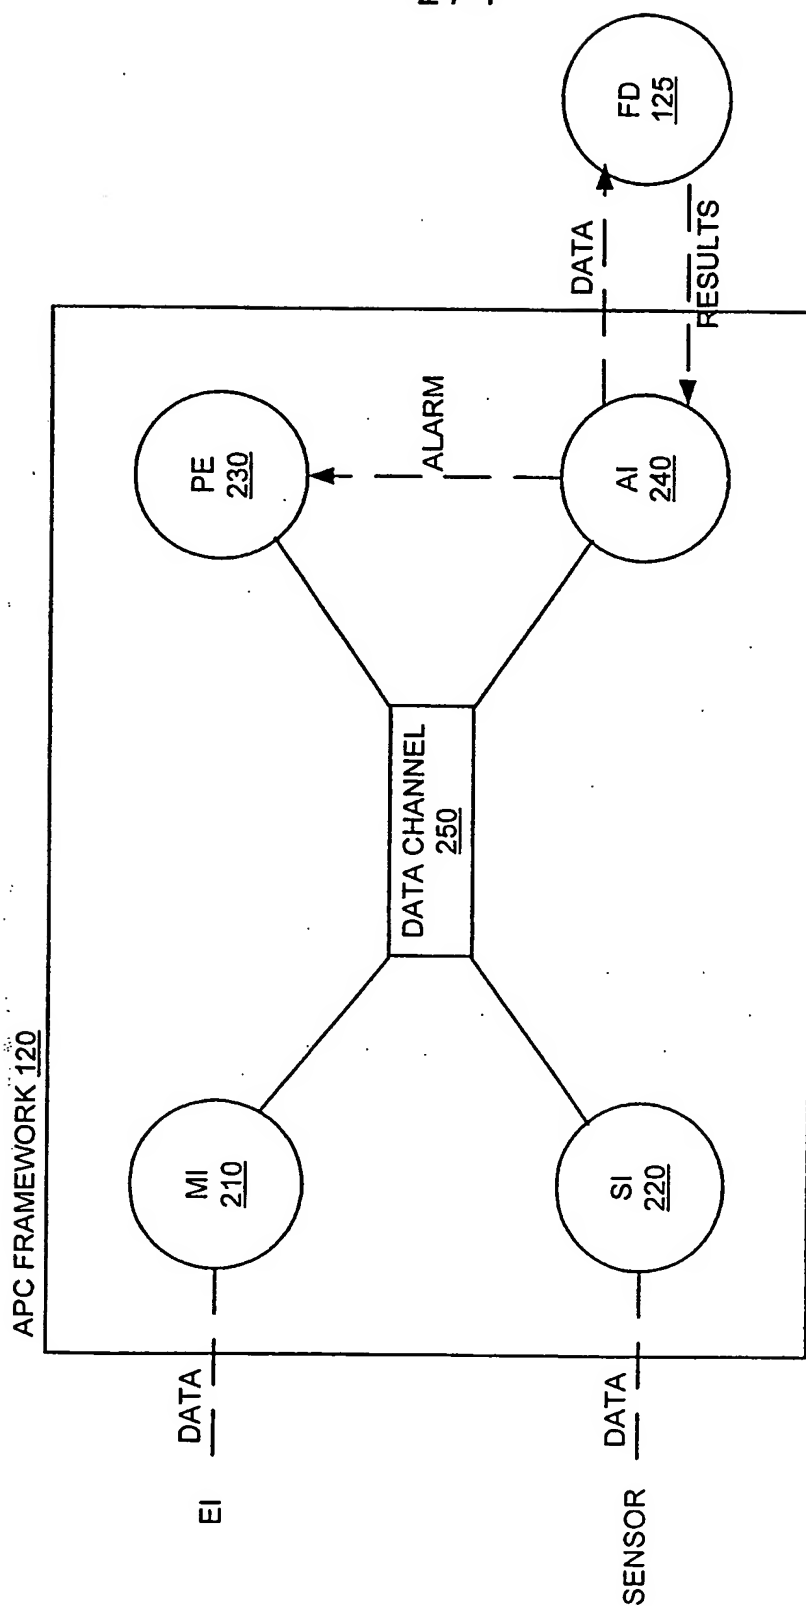 APC FRAMEWORK 120
EI
DATA
MI
210
PE
230
DATA CHANNEL
250
ALARM
SENSOR
DATA
SI
220
AI
240
DATA
RESULTS
FD
125